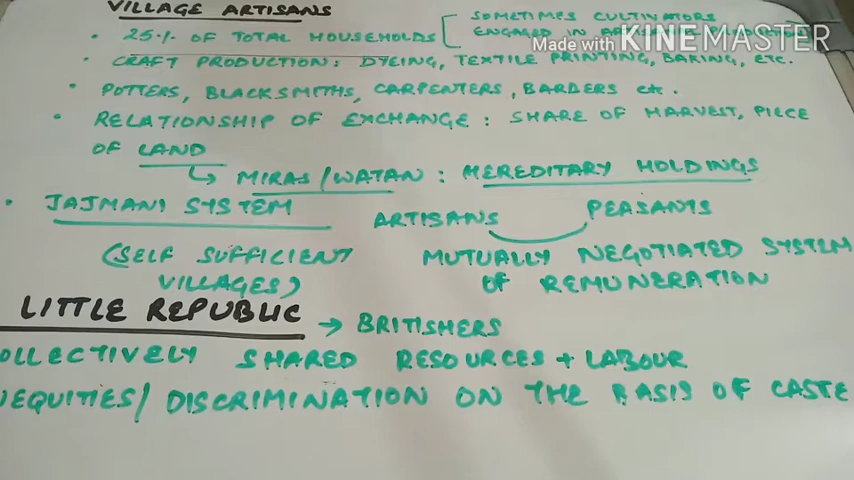 VILLAGE ARTISANS
• 25% OF TOTAL HOUSEHOLDS
SOMETIMES CULTIVATORS
ENGAGED IN
Made with KINEMASTER
• CRAFT PRODUCTION: DYEING, TEXTILE PRINTING, BAKING, ETC.
• POTTERS, BLACKSMITHS, CARPENTERS, BARBERS etc.
• RELATIONSHIP OF EXCHANGE: SHARE OF HARVEST, PIECE
OF LAND
↳ MIRAS/WATAN: HEREDITARY HOLDINGS
• JAJMANI SYSTEM
ARTISANS PEASANTS
(SELF SUFFICIENT
VILLAGES)
MUTUALLY NEGOTIATED SYSTEM
OF REMUNERATION
LITTLE REPUBLIC → BRITISHERS
OLLECTIVELY SHARED RESOURCES + LABOUR
NEQUITIES/DISCRIMINATION ON THE BASIS OF CASTE